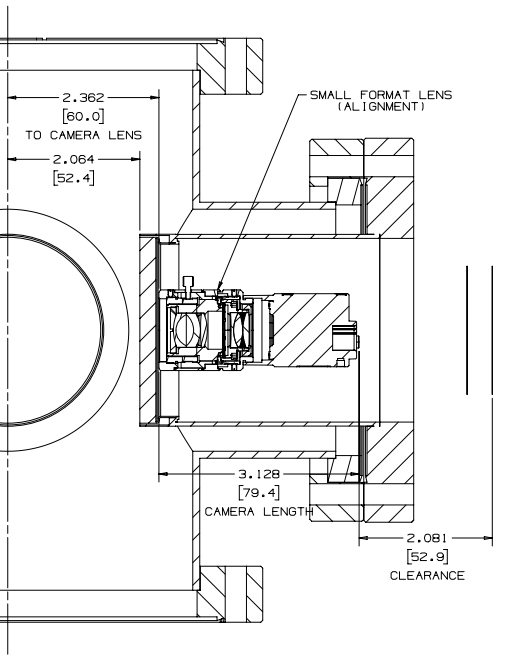 2.362
[60.0]
TO CAMERA LENS
2.064
[52.4]
SMALL FORMAT LENS
(ALIGNMENT)
3.128
[79.4]
CAMERA LENGTH
2.081
[52.9]
CLEARANCE